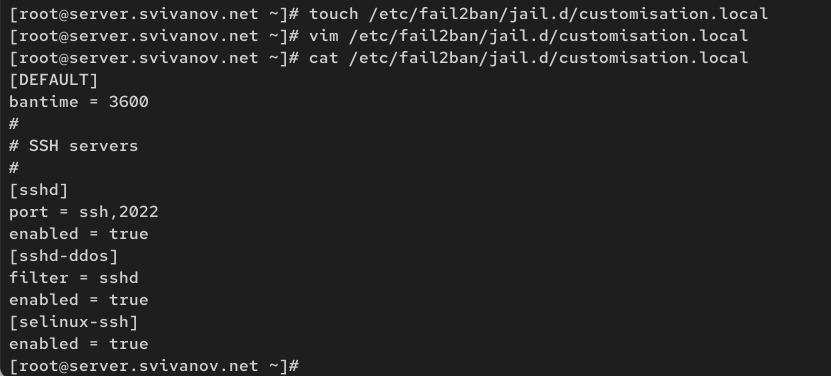 [root@server.svivanov.net ~]# touch /etc/fail2ban/jail.d/customisation.local
[root@server.svivanov.net ~]# vim /etc/fail2ban/jail.d/customisation.local
[root@server.svivanov.net ~]# cat /etc/fail2ban/jail.d/customisation.local
[DEFAULT]
bantime = 3600
#
# SSH servers
#
[sshd]
port = ssh,2022
enabled = true
[sshd-ddos]
filter = sshd
enabled = true
[selinux-ssh]
enabled = true
[root@server.svivanov.net ~]#